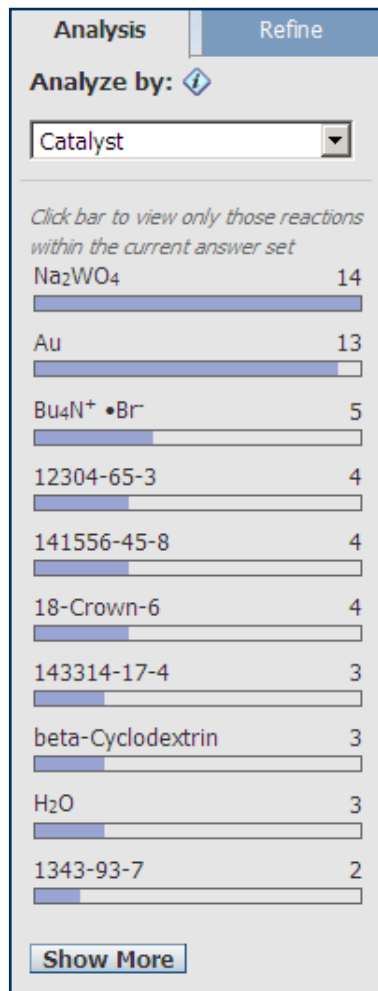 Analysis Refine
Analyze by:
Catalyst
Click bar to view only those reactions
within the current answer set
Na₂WO₄ 14
Au 13
Bu₄N⁺ •Br⁻ 5
12304-65-3 4
141556-45-8 4
18-Crown-6 4
143314-17-4 3
beta-Cyclodextrin 3
H₂O 3
1343-93-7 2
Show More